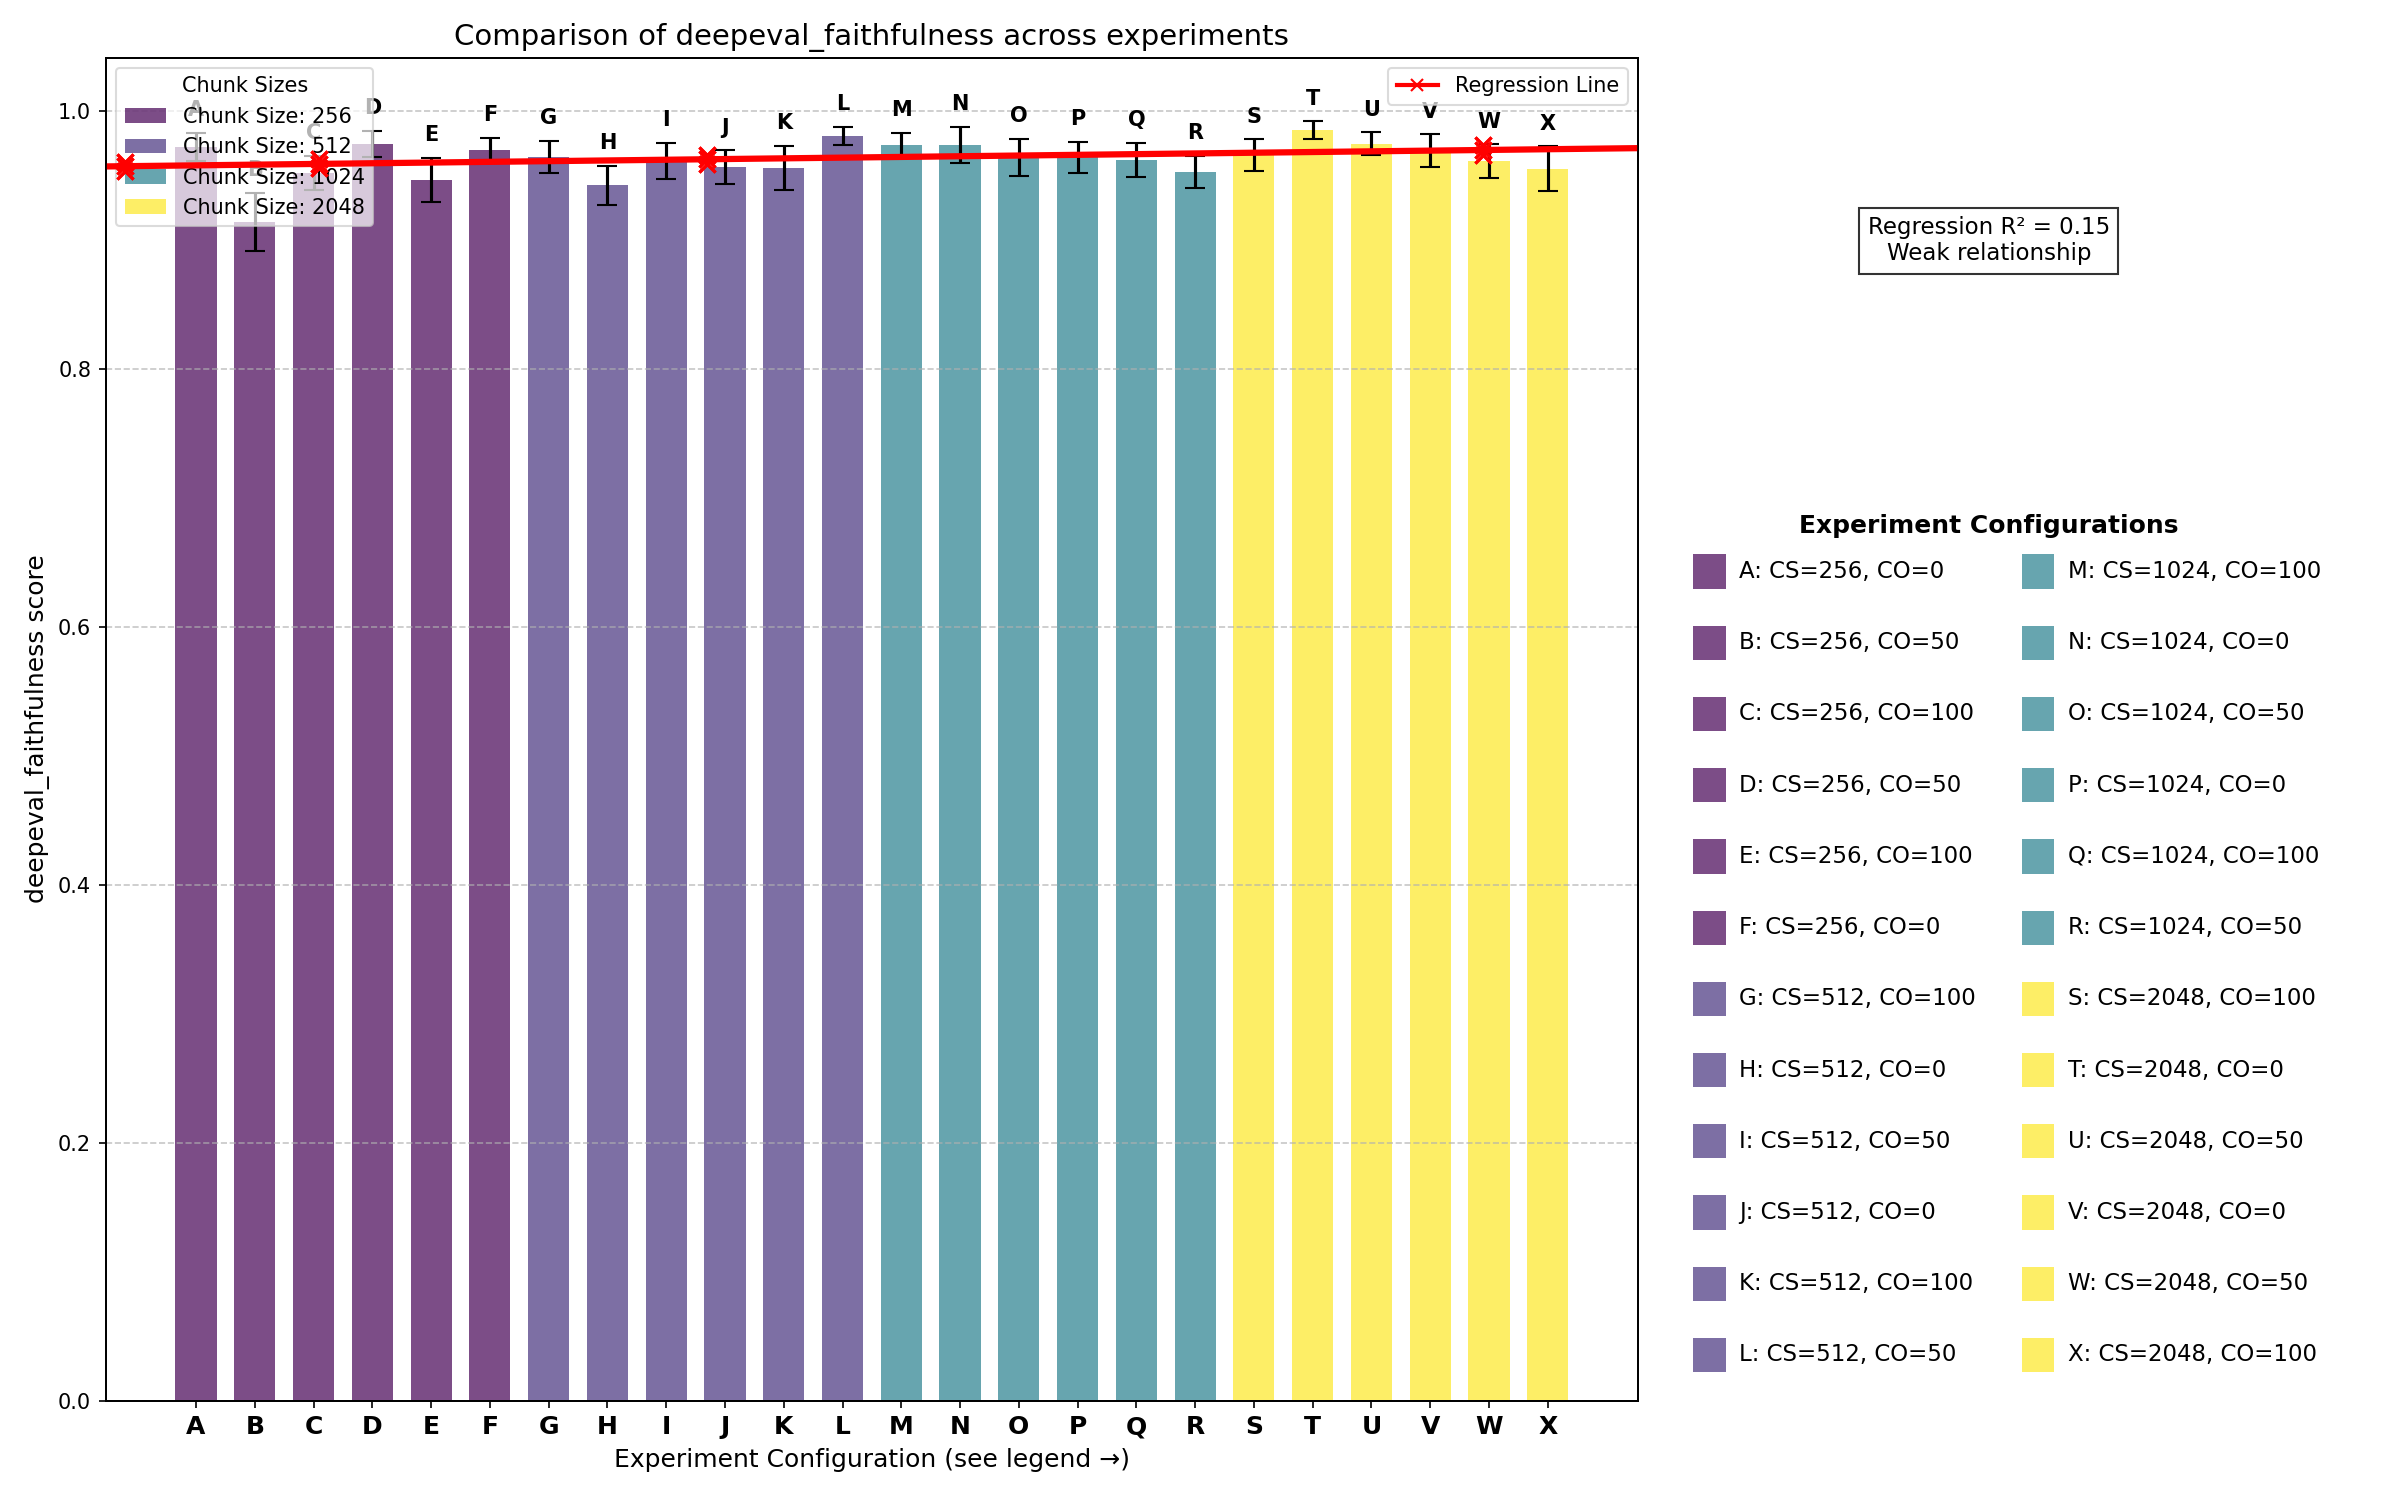 Comparison of deepeval_faithfulness across experiments
Chunk Sizes
Chunk Size: 256
Chunk Size: 512
Chunk Size: 1024
Chunk Size: 2048
Regression Line
A B C D E F G H I J K L M N O P Q R S T U V W X
1.0
0.8
0.6
0.4
0.2
0.0
deepeval_faithfulness score
A B C D E F G H I J K L M N O P Q R S T U V W X
Experiment Configuration (see legend →)
Regression R² = 0.15
Weak relationship
Experiment Configurations
A: CS=256, CO=0
B: CS=256, CO=50
C: CS=256, CO=100
D: CS=256, CO=50
E: CS=256, CO=100
F: CS=256, CO=0
G: CS=512, CO=100
H: CS=512, CO=0
I: CS=512, CO=50
J: CS=512, CO=0
K: CS=512, CO=100
L: CS=512, CO=50
M: CS=1024, CO=100
N: CS=1024, CO=0
O: CS=1024, CO=50
P: CS=1024, CO=0
Q: CS=1024, CO=100
R: CS=1024, CO=50
S: CS=2048, CO=100
T: CS=2048, CO=0
U: CS=2048, CO=50
V: CS=2048, CO=0
W: CS=2048, CO=50
X: CS=2048, CO=100